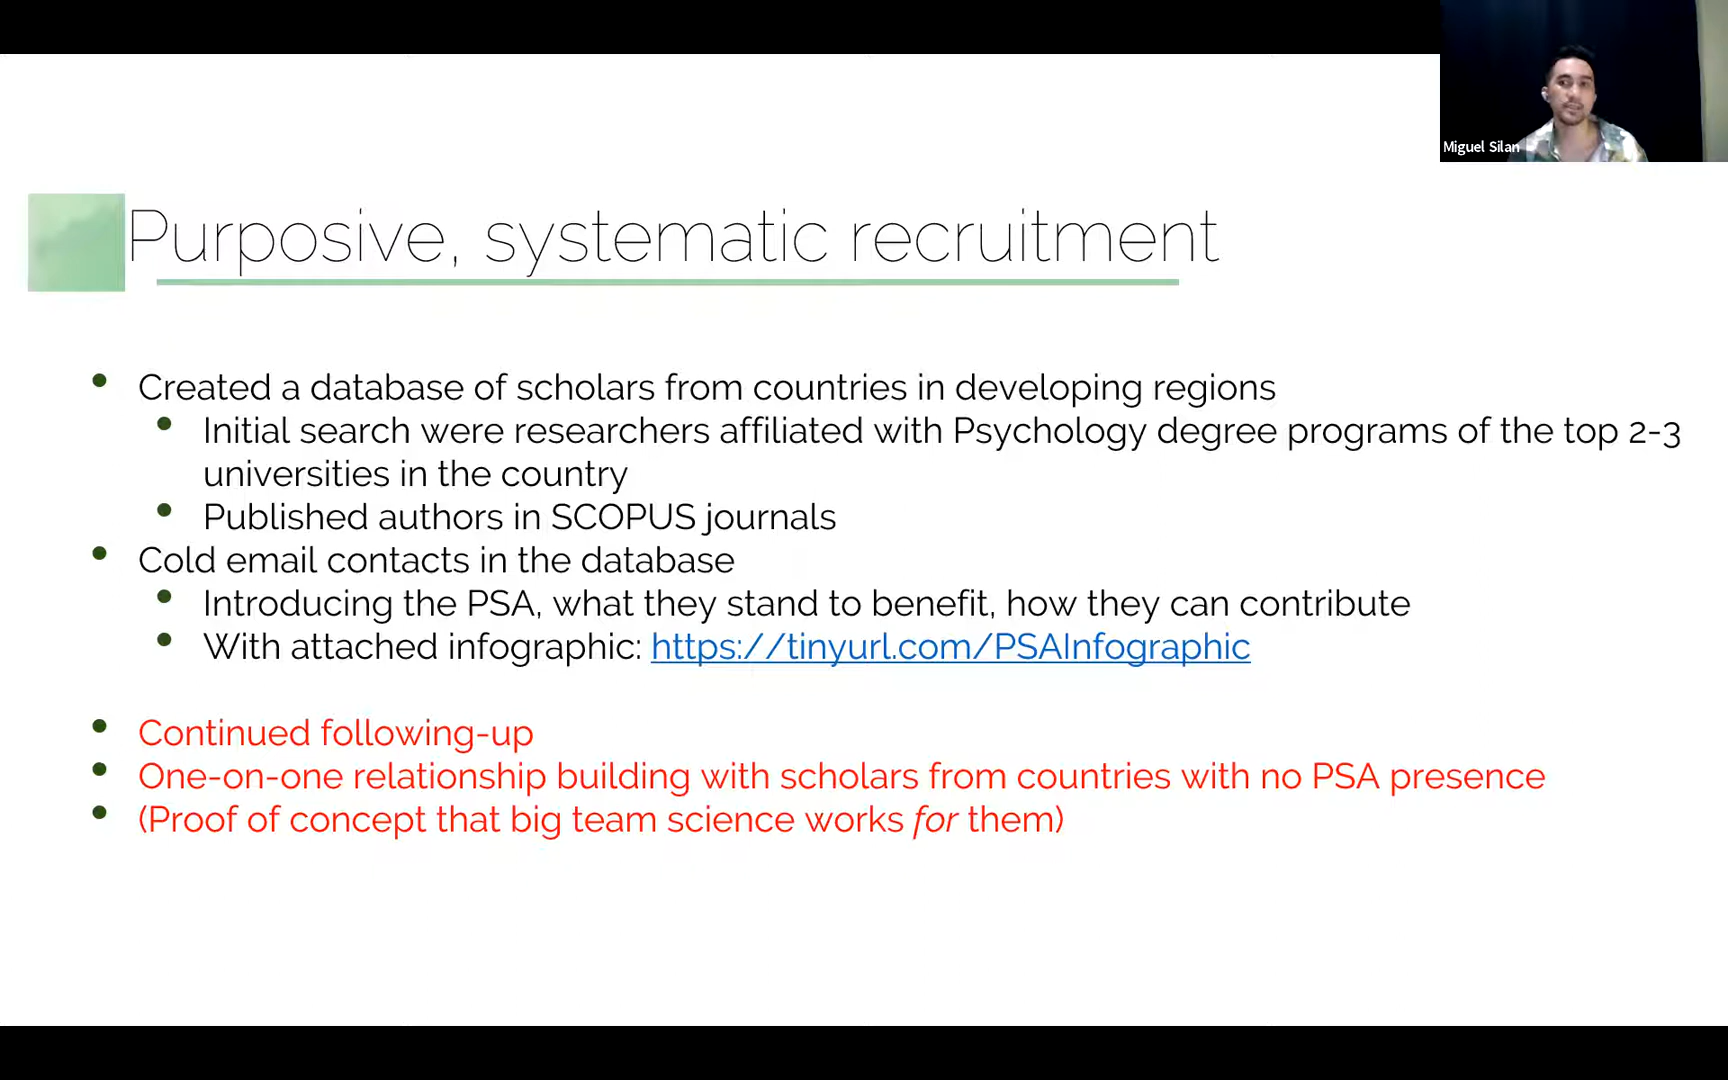 Miguel Silan
Purposive, systematic recruitment
Created a database of scholars from countries in developing regions
Initial search were researchers affiliated with Psychology degree programs of the top 2-3
universities in the country
Published authors in SCOPUS journals
Cold email contacts in the database
Introducing the PSA, what they stand to benefit, how they can contribute
With attached infographic: https://tinyurl.com/PSAInfographic
Continued following-up
One-on-one relationship building with scholars from countries with no PSA presence
(Proof of concept that big team science works for them)